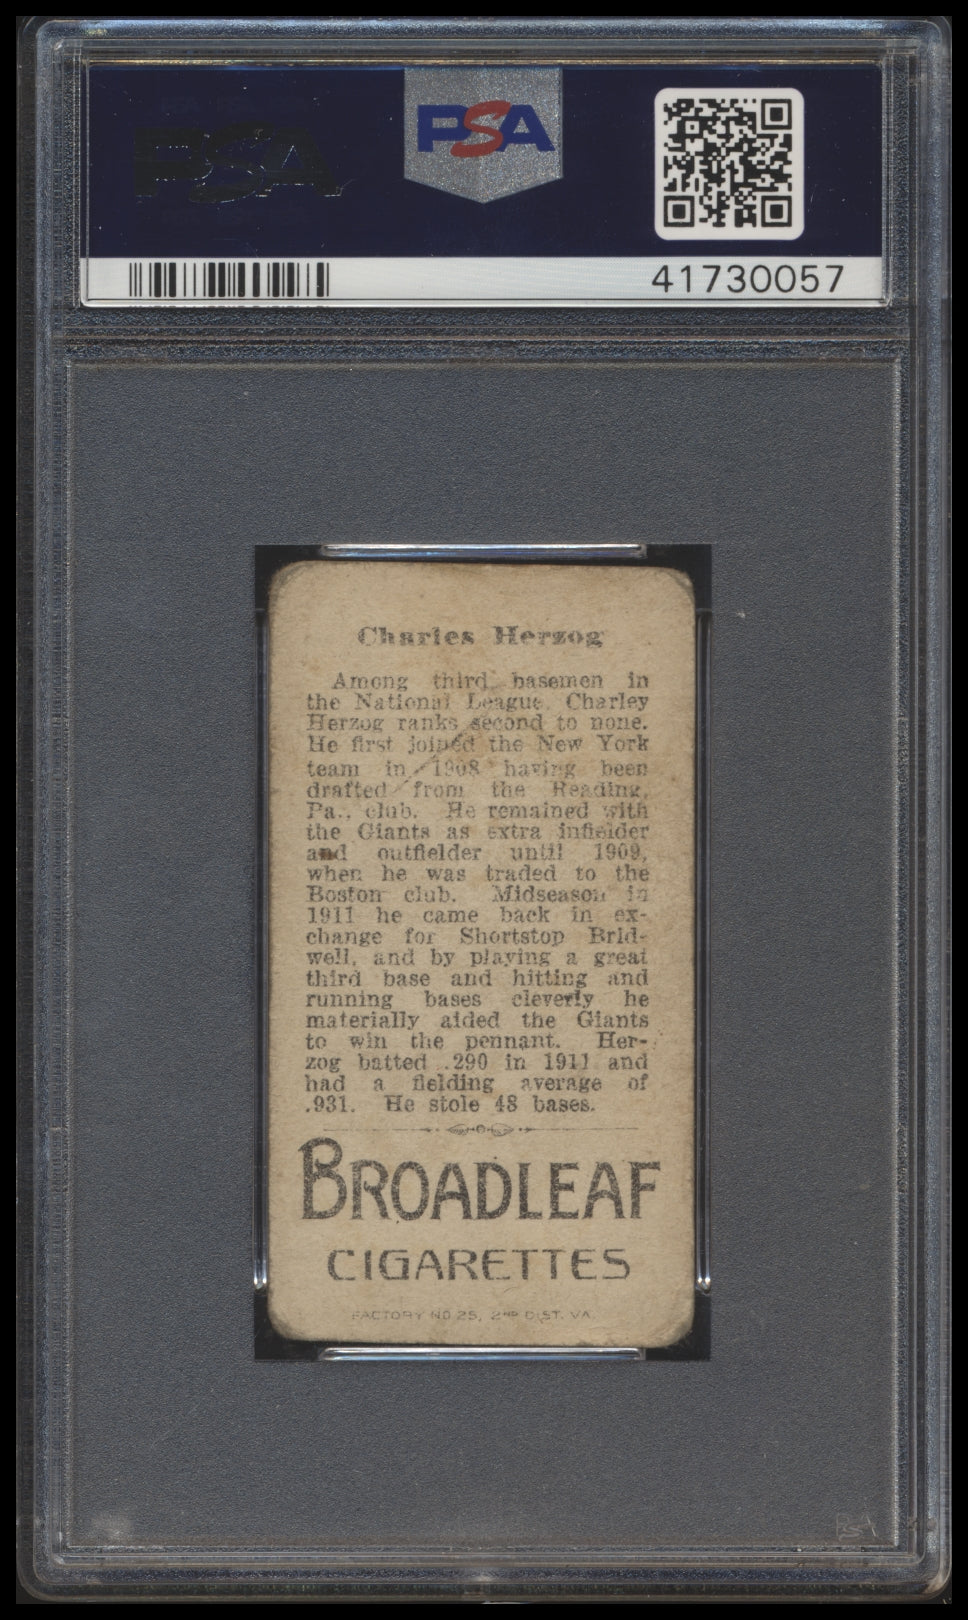 PSA
41730057
Charles Herzog
Among third basemen in
the National League, Charley
Herzog ranks second to none.
He first joined the New York
team in 1908 having been
drafted from the Reading,
Pa., club. He remained with
the Giants as extra infielder
and outfielder until 1909,
when he was traded to the
Boston club. Midseason in
1911 he came back in ex-
change for Shortstop Brid-
well, and by playing a great
third base and hitting and
running bases cleverly he
materially aided the Giants
to win the pennant. Her-
zog batted .290 in 1911 and
had a fielding average of
.931. He stole 48 bases.
BROADLEAF
CIGARETTES
FACTORY NO 25, 2ND DIST. VA.
PSA